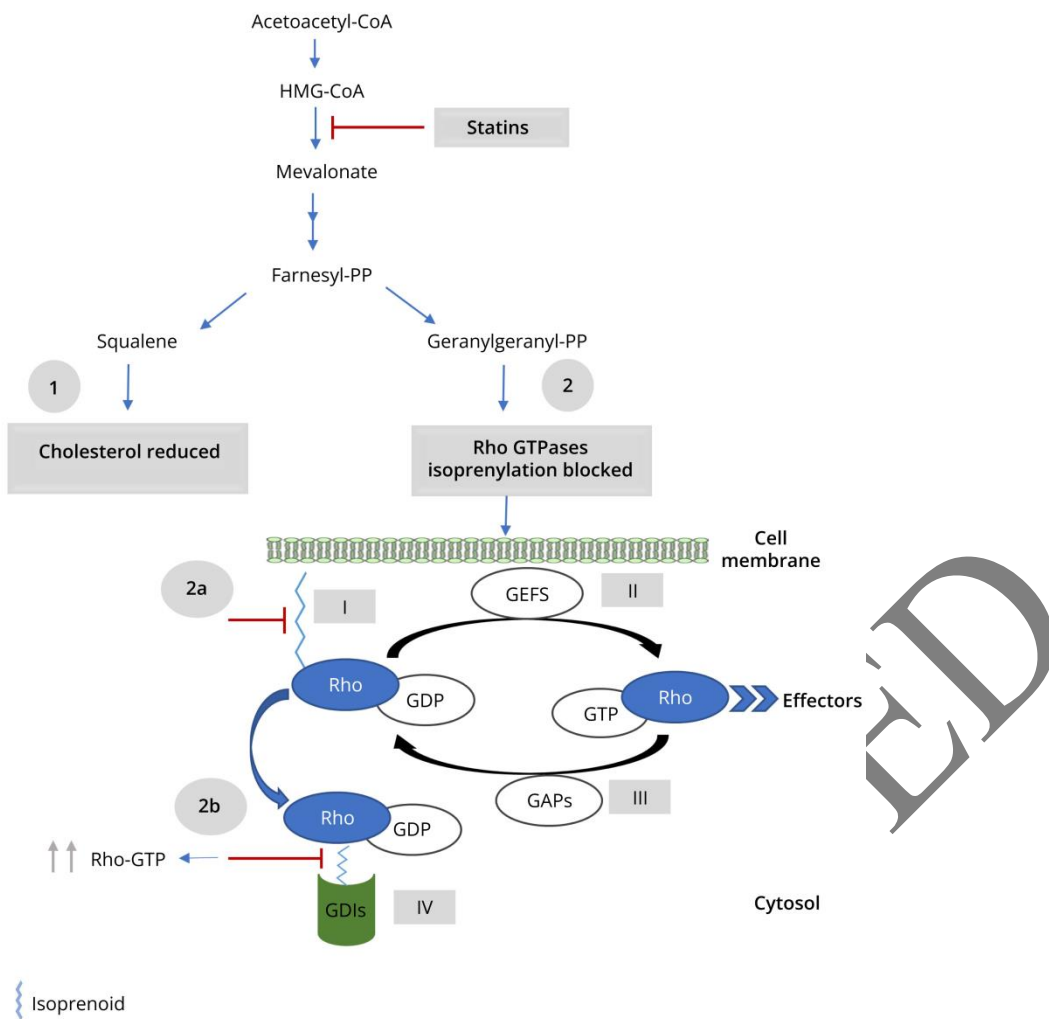 Acetoacetyl-CoA
HMG-CoA
Statins
Mevalonate
Farnesyl-PP
Squalene
Geranylgeranyl-PP
1
2
Cholesterol reduced
Rho GTPases
isoprenylation blocked
Cell
membrane
2a
I
GEFS
II
Rho
GDP
GTP
Rho
Effectors
GAPs
III
2b
Rho
GDP
Rho-GTP
GDIs
IV
Cytosol
Isoprenoid
ED